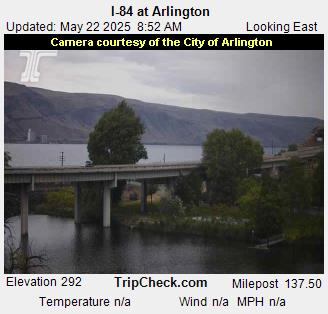 I-84 at Arlington
Updated: May 22 2025 8:52 AM Looking East
Camera courtesy of the City of Arlington
Elevation 292 TripCheck.com Milepost 137.50
Temperature n/a Wind n/a MPH n/a